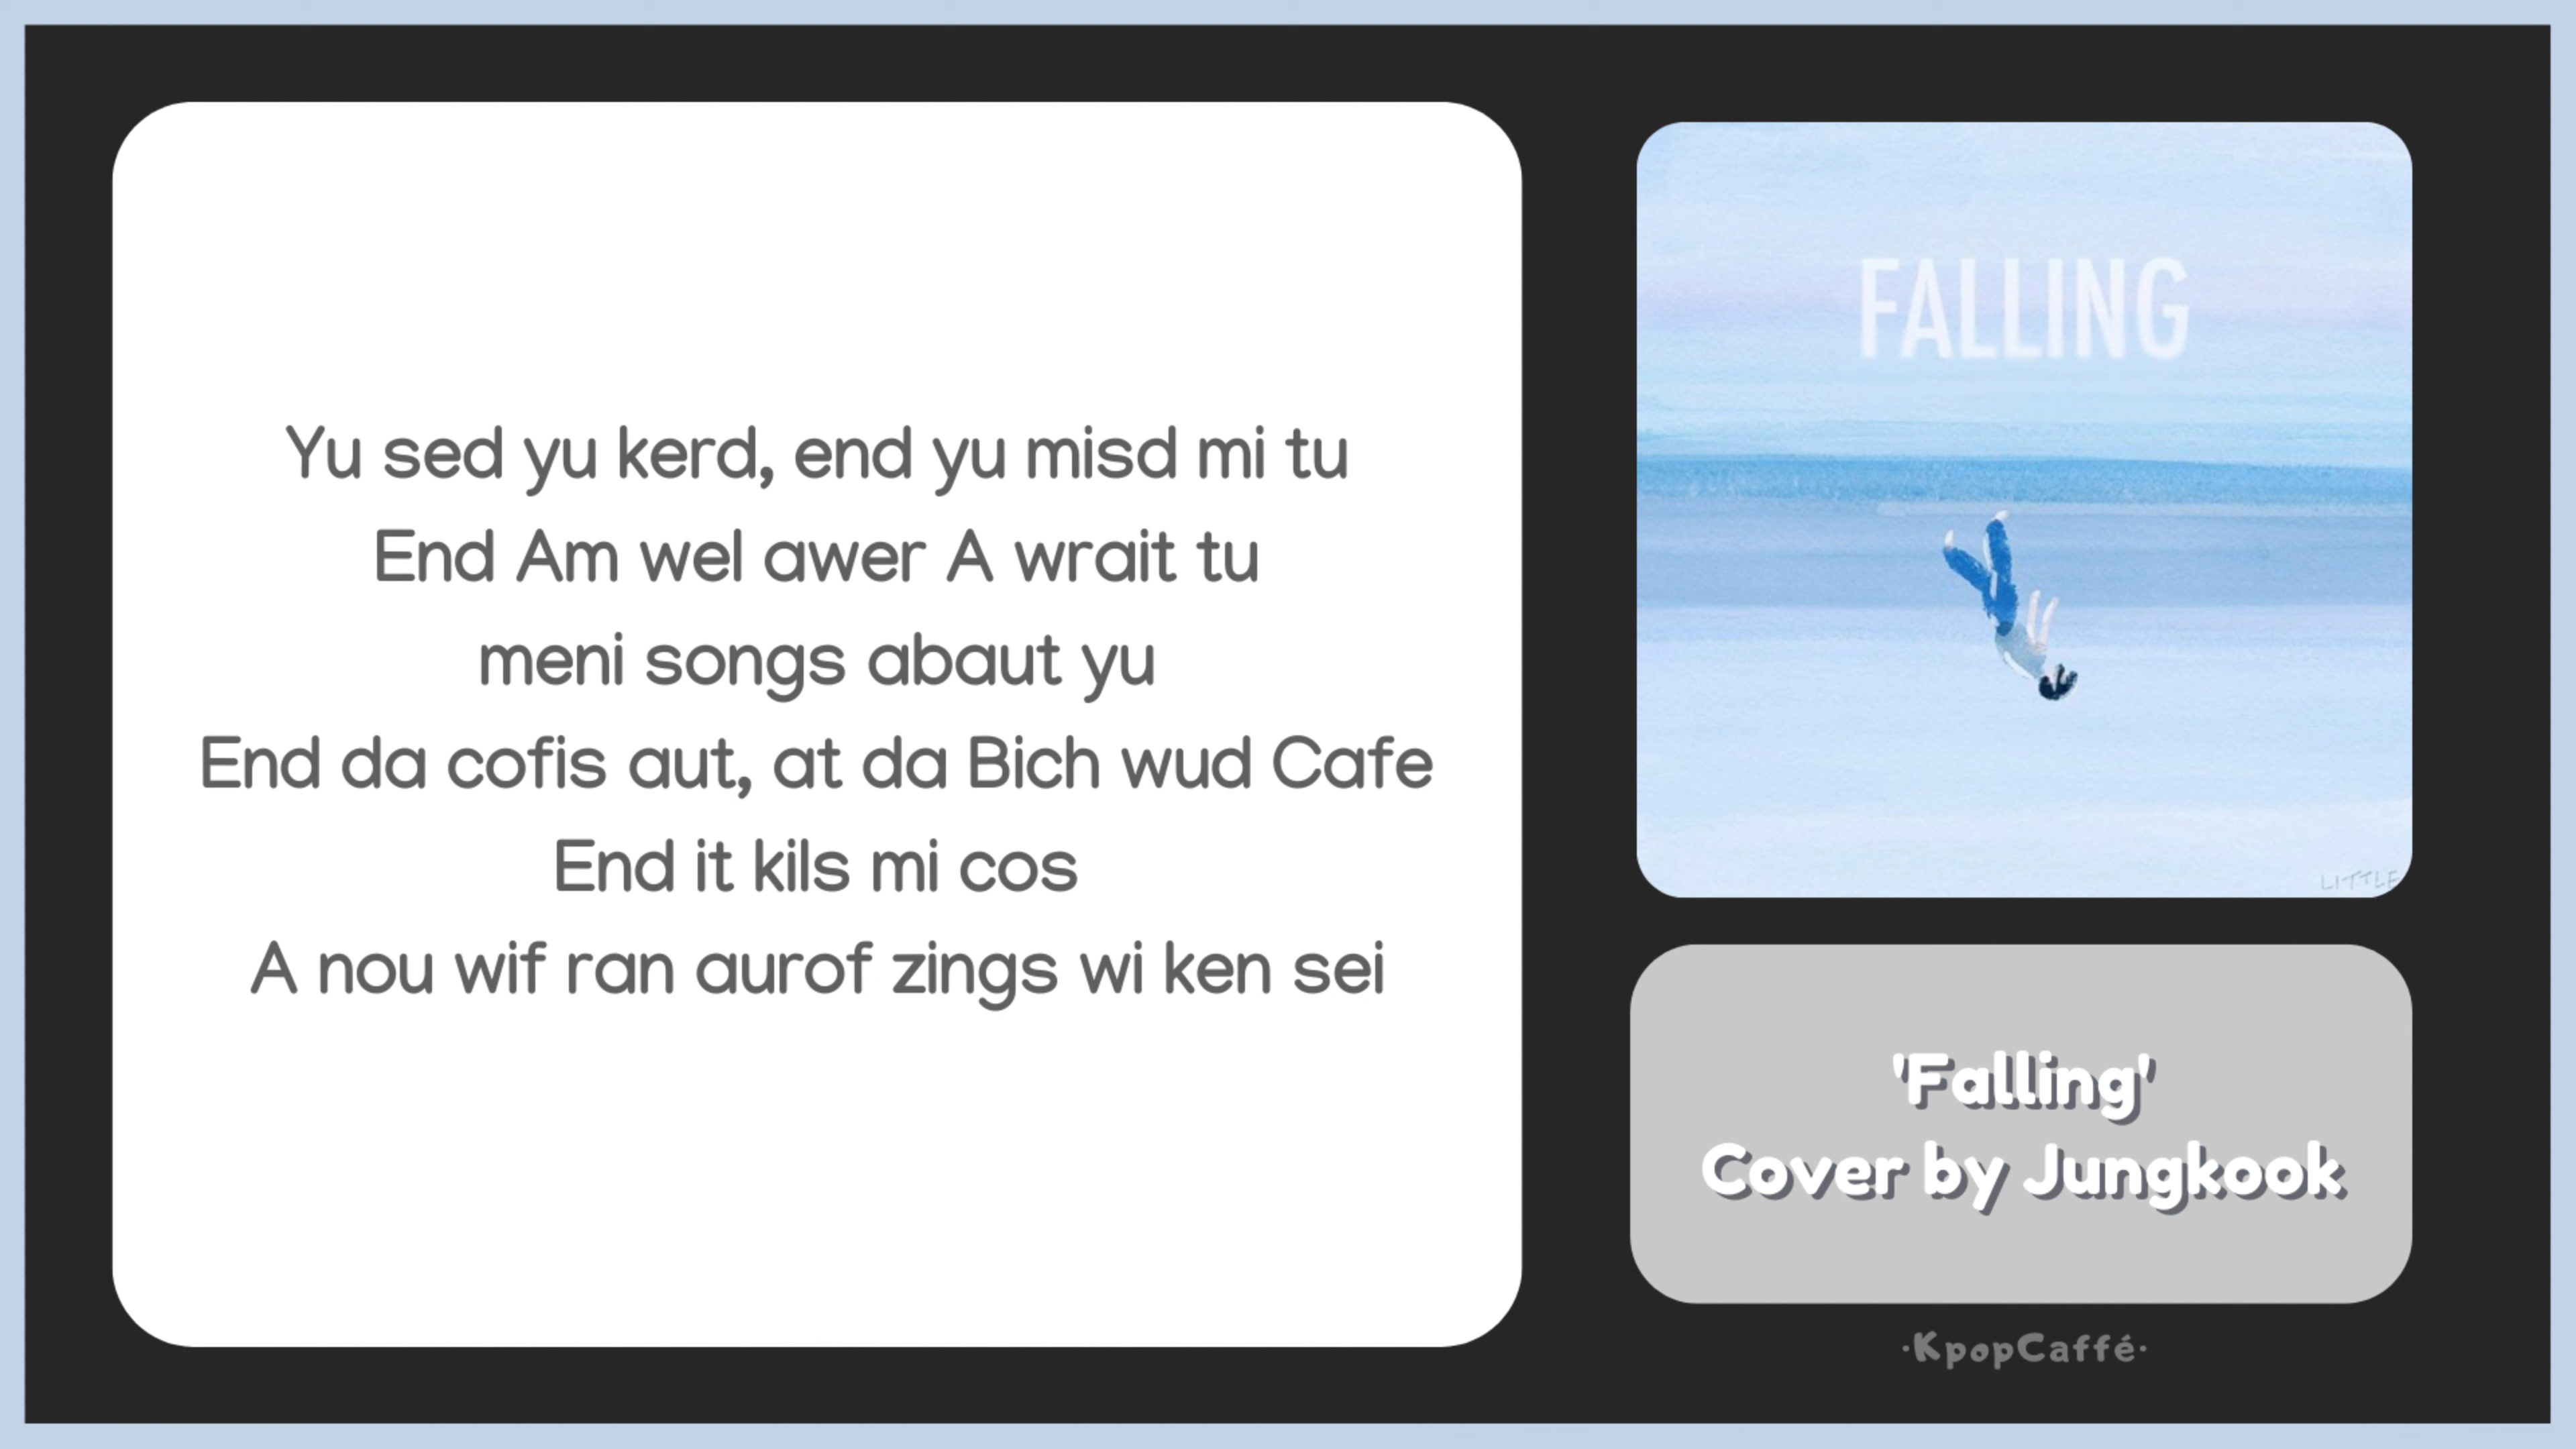 Yu sed yu kerd, end yu misd mi tu
End Am wel awer A wrait tu
meni songs abaut yu
End da cofis aut, at da Bich wud Cafe
End it kils mi cos
A nou wif ran aurof zings wi ken sei
FALLING
LITTLE
'Falling'
Cover by Jungkook
·KpopCaffé·